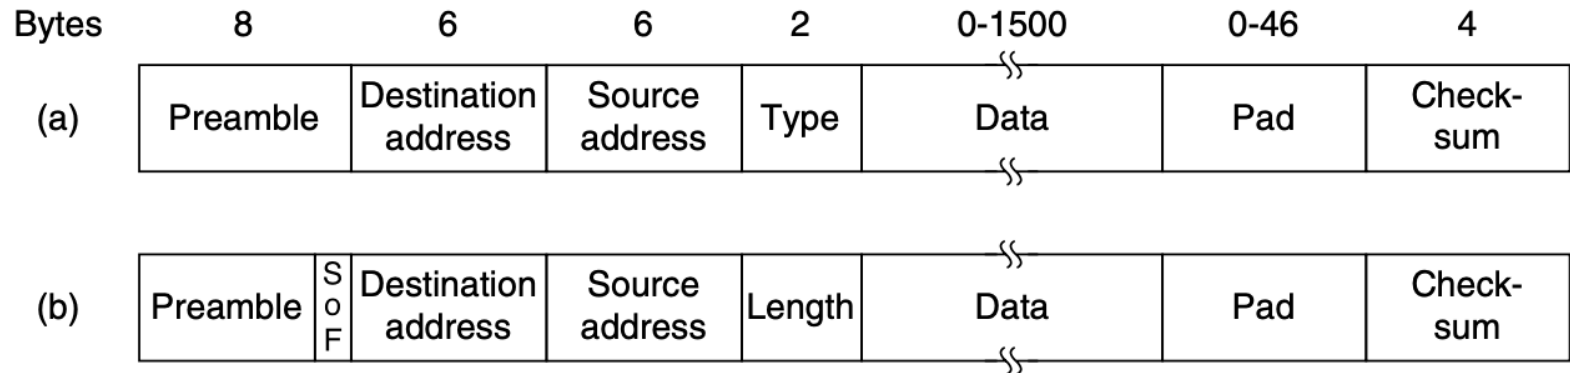 Bytes 8 6 6 2 0-1500 0-46 4
(a) Preamble Destination address Source address Type Data Pad Check-sum
(b) Preamble SoF Destination address Source address Length Data Pad Check-sum